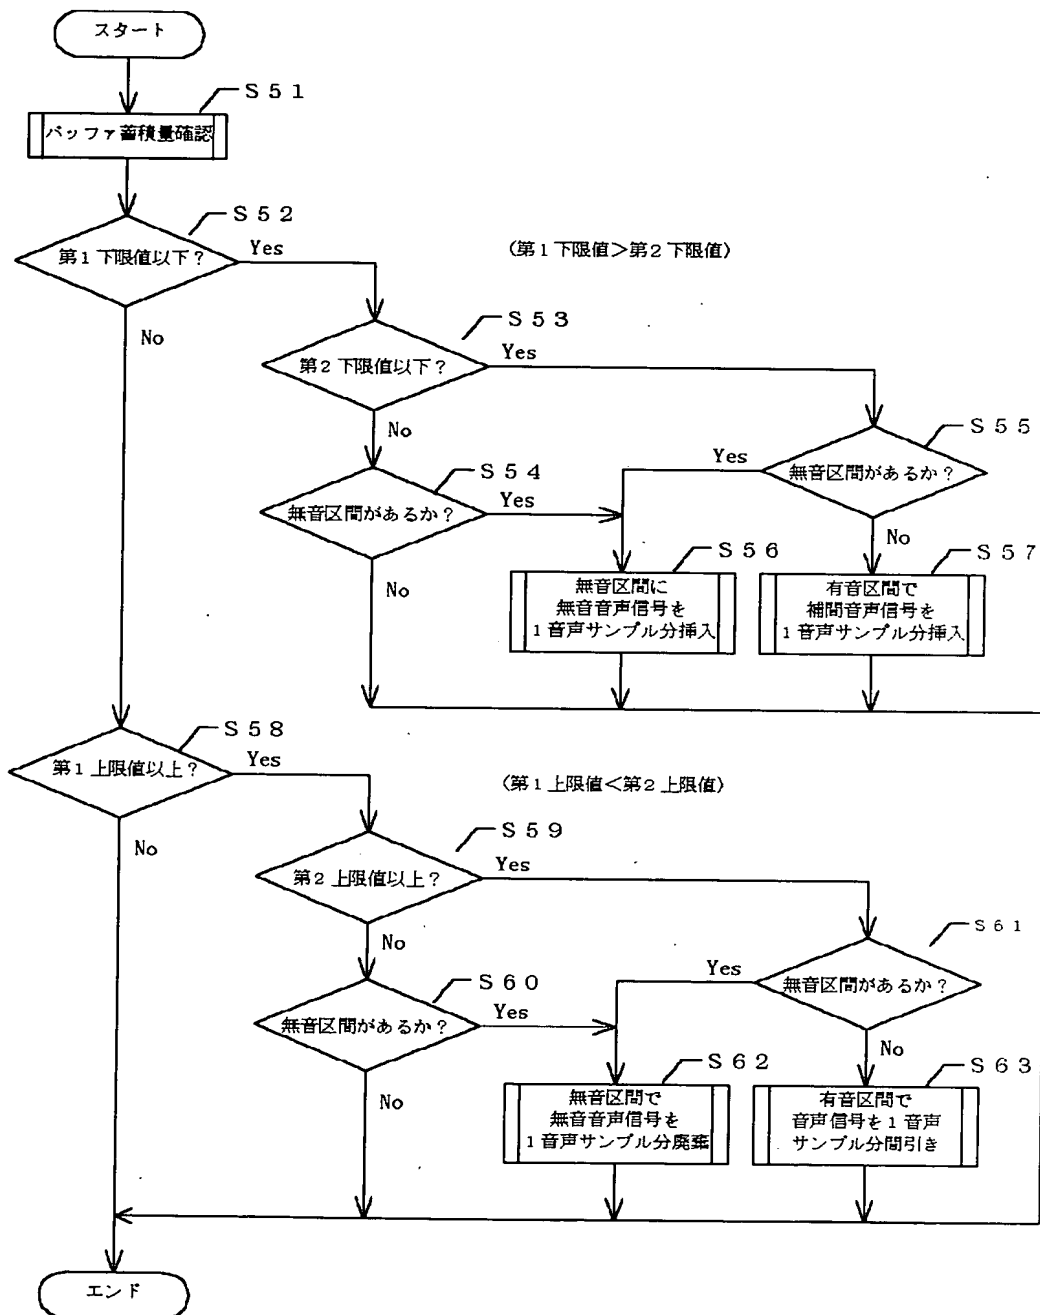 スタート
S51
バッファ蓄積量確認
S52
第1下限値以下?
Yes
(第1下限値>第2下限値)
No
S53
第2下限値以下?
Yes
No
S55
無音区間があるか?
Yes
No
S54
無音区間があるか?
Yes
No
S56
無音区間に
無音音声信号を
1音声サンプル分挿入
S57
有音区間で
補間音声信号を
1音声サンプル分挿入
S58
第1上限値以上?
Yes
(第1上限値<第2上限値)
No
S59
第2上限値以上?
Yes
No
S61
無音区間があるか?
Yes
No
S60
無音区間があるか?
Yes
No
S62
無音区間で
無音音声信号を
1音声サンプル分廃棄
S63
有音区間で
音声信号を1音声
サンプル分間引き
エンド